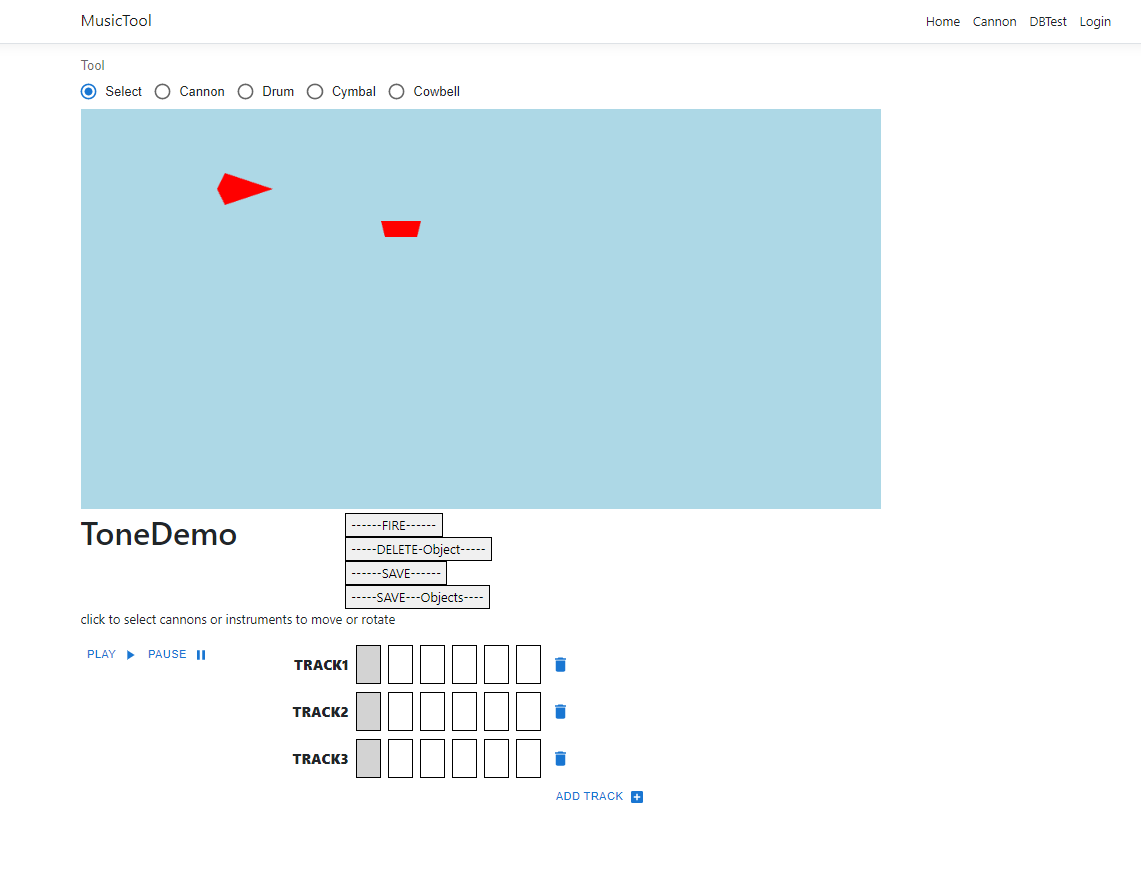 MusicTool Home Cannon DBTest Login
Tool
Select Cannon Drum Cymbal Cowbell
ToneDemo
------FIRE------
-----DELETE-Object-----
------SAVE------
-----SAVE---Objects----
click to select cannons or instruments to move or rotate
PLAY PAUSE
TRACK1
TRACK2
TRACK3
ADD TRACK